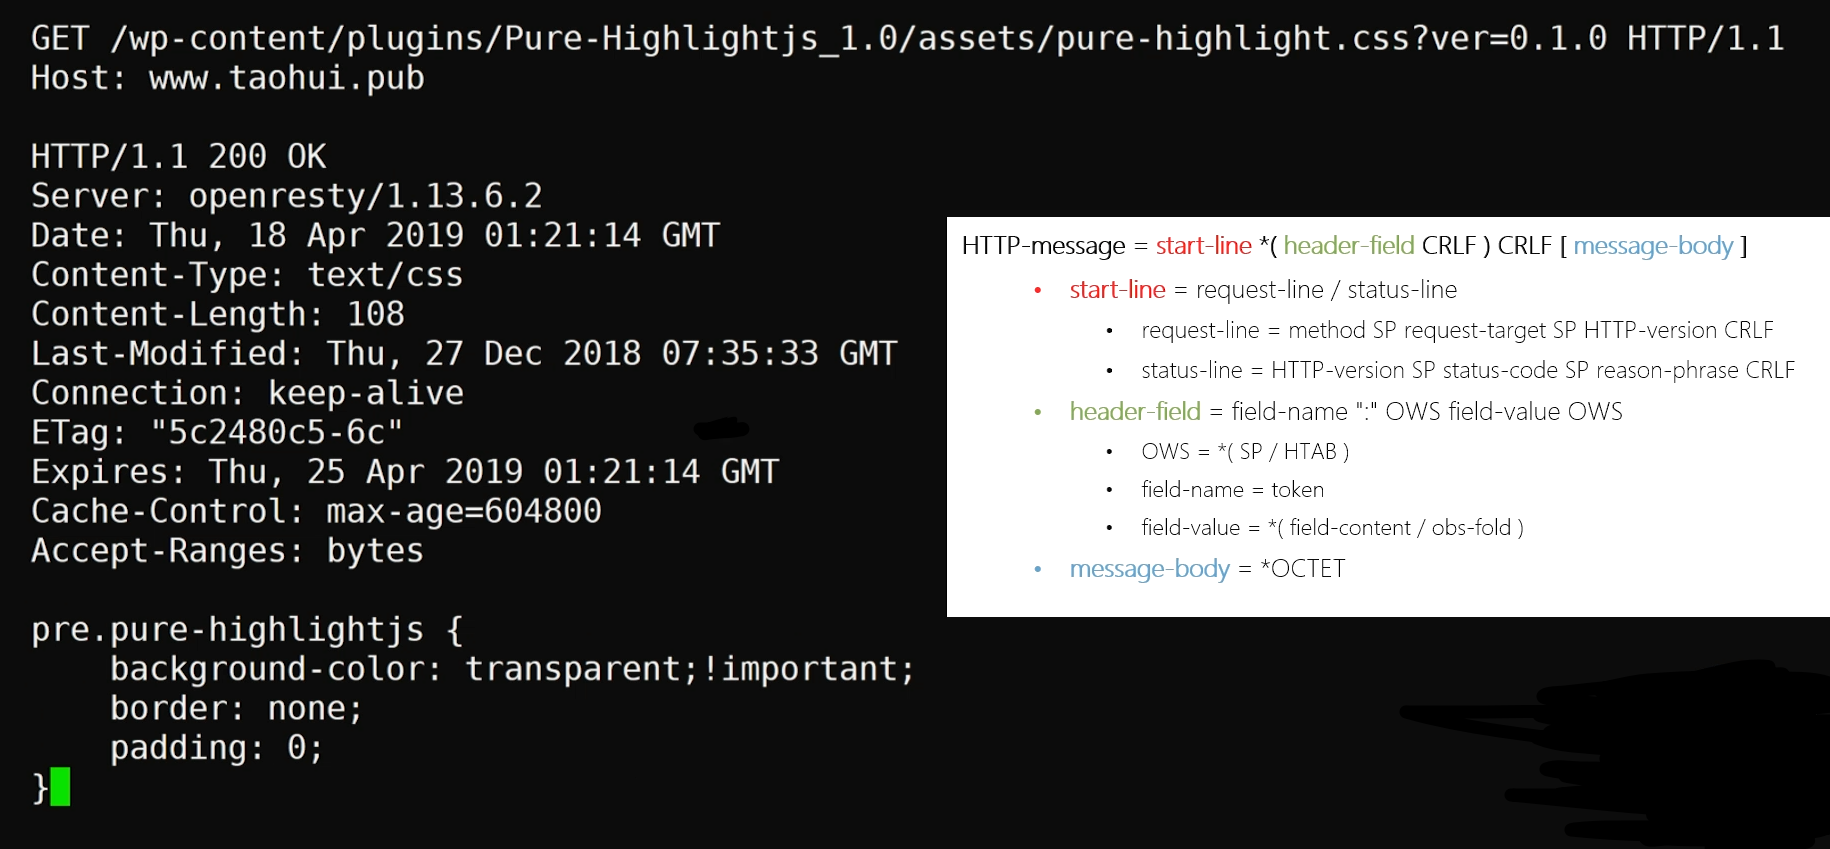 GET /wp-content/plugins/Pure-Highlightjs_1.0/assets/pure-highlight.css?ver=0.1.0 HTTP/1.1
Host: www.taohui.pub
HTTP/1.1 200 OK
Server: openresty/1.13.6.2
Date: Thu, 18 Apr 2019 01:21:14 GMT
Content-Type: text/css
Content-Length: 108
Last-Modified: Thu, 27 Dec 2018 07:35:33 GMT
Connection: keep-alive
ETag: "5c2480c5-6c"
Expires: Thu, 25 Apr 2019 01:21:14 GMT
Cache-Control: max-age=604800
Accept-Ranges: bytes
pre.pure-highlightjs {
    background-color: transparent;!important;
    border: none;
    padding: 0;
}
HTTP-message = start-line *( header-field CRLF ) CRLF [ message-body ]
• start-line = request-line / status-line
• request-line = method SP request-target SP HTTP-version CRLF
• status-line = HTTP-version SP status-code SP reason-phrase CRLF
• header-field = field-name ":" OWS field-value OWS
• OWS = *( SP / HTAB )
• field-name = token
• field-value = *( field-content / obs-fold )
• message-body = *OCTET